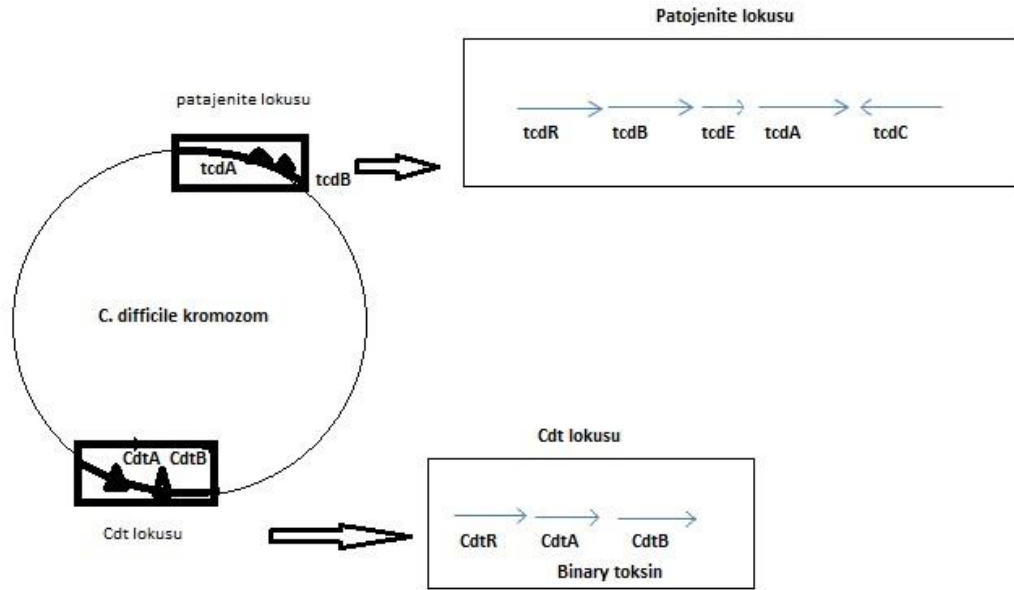 Patojenite lokusu
patajenite lokusu
tcdR tcdB tcdE tcdA tcdC
tcdA
tcdB
C. difficile kromozom
Cdt lokusu
CdtA CdtB
CdtR CdtA CdtB
Cdt lokusu
Binary toksin